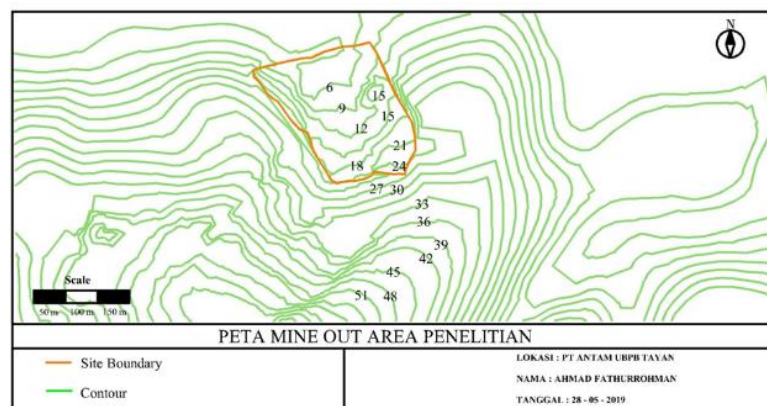 N
6
15
9
15
12
21
18
24
27
30
33
36
39
42
45
51
48
Scale
50 m 100 m 150 m
PETA MINE OUT AREA PENELITIAN
Site Boundary
Contour
LOKASI : PT ANTAM UBPB TAYAN
NAMA : AHMAD FATHURROHMAN
TANGGAL : 28 - 05 - 2019